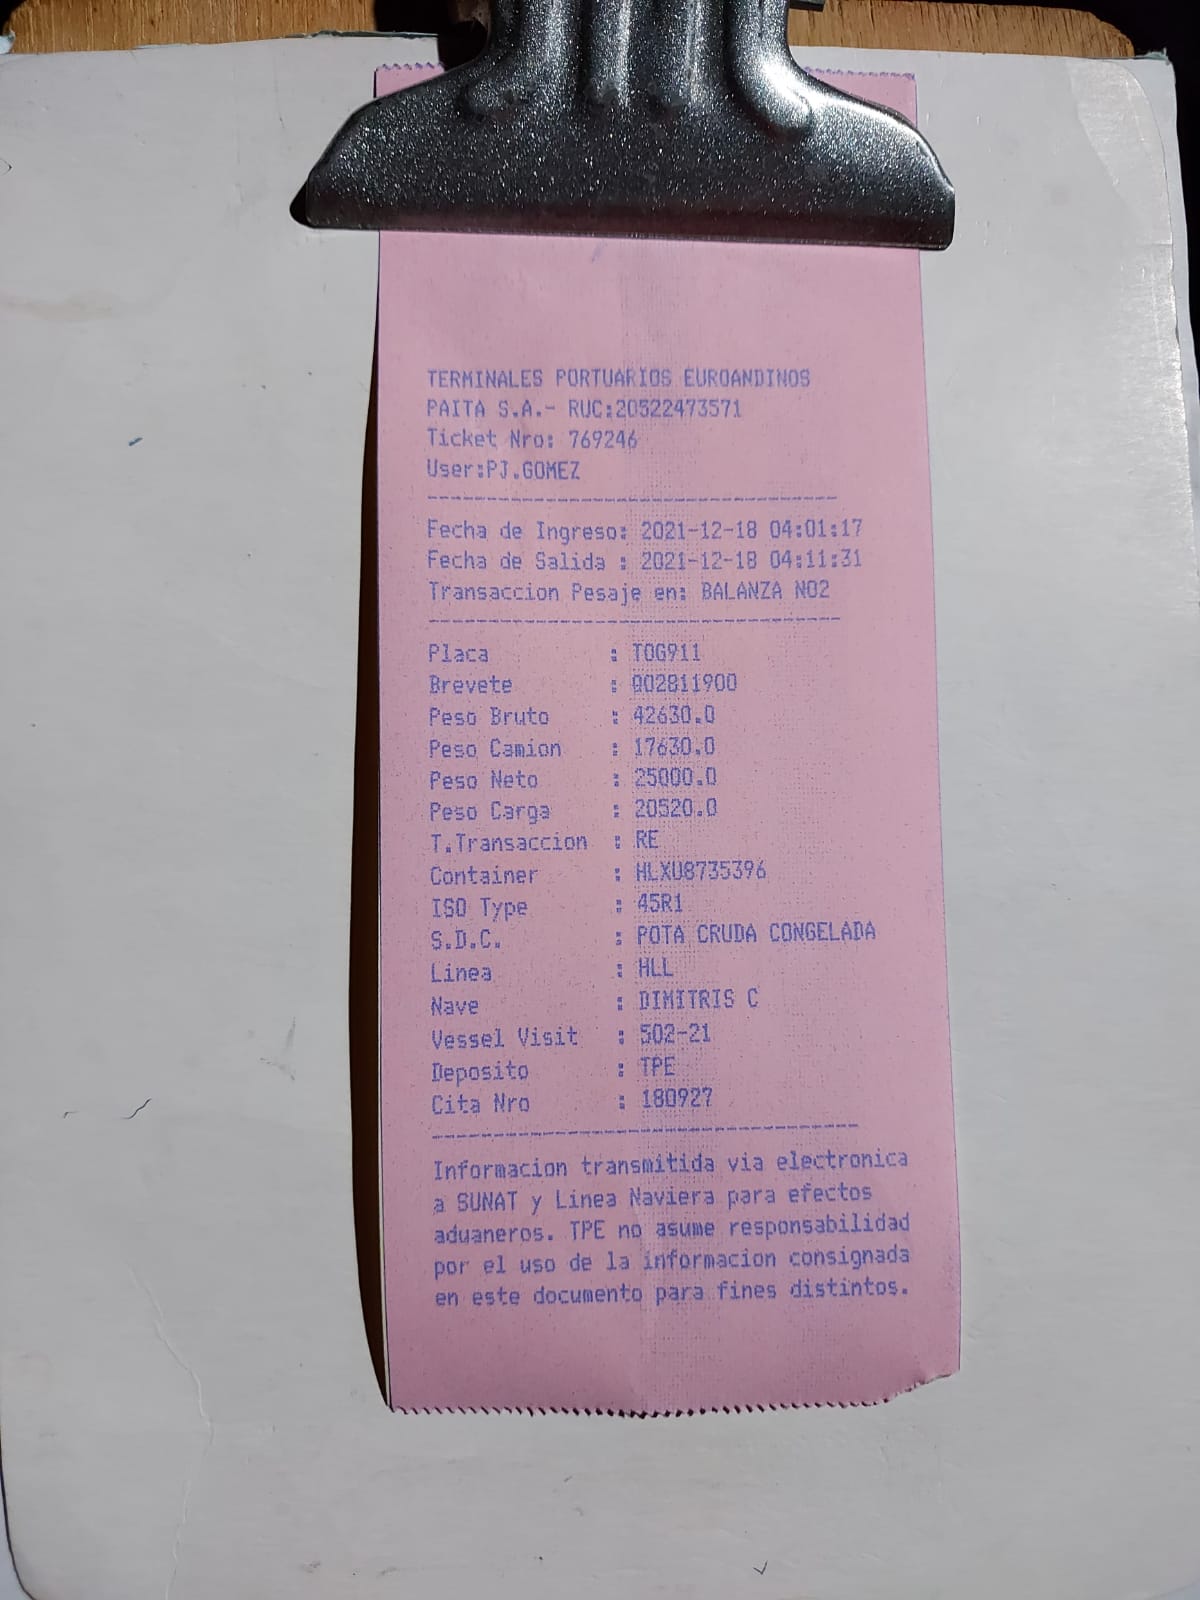 TERMINALES PORTUARIOS EUROANDINOS
PAITA S.A.- RUC:20522473571
Ticket Nro: 769246
User:PJ.GOMEZ
----------------------------------------
Fecha de Ingreso: 2021-12-18 04:01:17
Fecha de Salida : 2021-12-18 04:11:31
Transaccion Pesaje en: BALANZA NO2
----------------------------------------
Placa : T0G911
Brevete : Q02811900
Peso Bruto : 42630.0
Peso Camion : 17630.0
Peso Neto : 25000.0
Peso Carga : 20520.0
T.Transaccion : RE
Container : HLXU8735396
ISO Type : 45R1
S.D.C. : POTA CRUDA CONGELADA
Linea : HLL
Nave : DIMITRIS C
Vessel Visit : 502-21
Deposito : TPE
Cita Nro : 180927
----------------------------------------
Informacion transmitida via electronica
a SUNAT y Linea Naviera para efectos
aduaneros. TPE no asume responsabilidad
por el uso de la informacion consignada
en este documento para fines distintos.